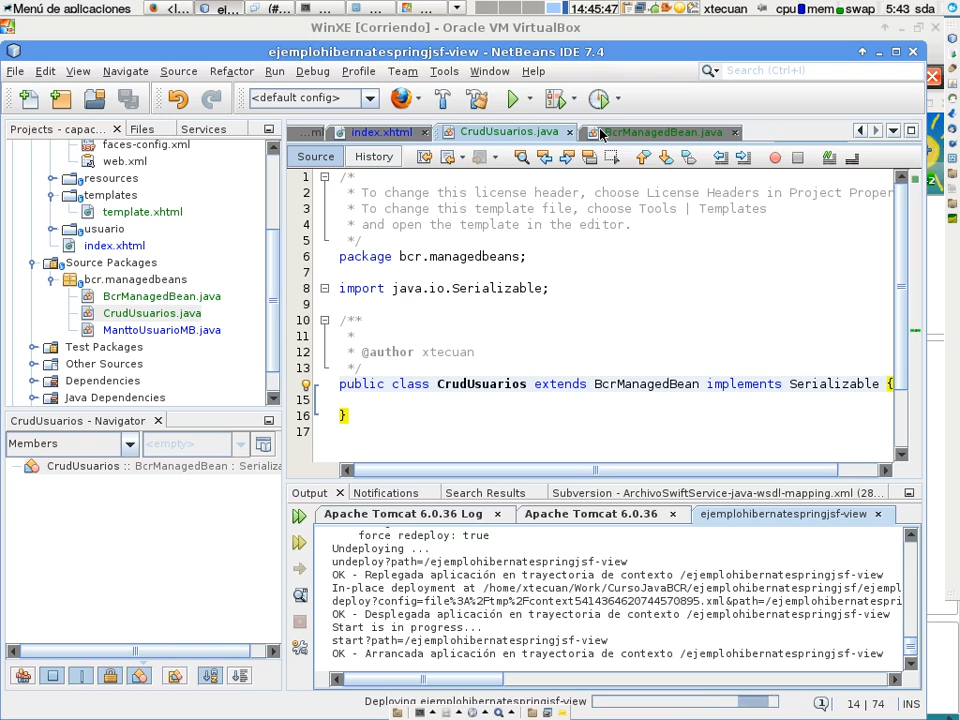 Menú de aplicaciones
<l...
el...
(#...
...
...
14:45:47
xtecuan
cpu mem swap
5:43 sda
WinXE [Corriendo] - Oracle VM VirtualBox
ejemplohibernatespringjsf-view - NetBeans IDE 7.4
File Edit View Navigate Source Refactor Run Debug Profile Team Tools Window Help
Search (Ctrl+I)
<default config>
Projects - capac...
Files
Services
...ml
index.xhtml
CrudUsuarios.java
BcrManagedBean.java
Source
History
faces-config.xml
web.xml
resources
templates
template.xhtml
usuario
index.xhtml
Source Packages
bcr.managedbeans
BcrManagedBean.java
CrudUsuarios.java
ManttoUsuarioMB.java
Test Packages
Other Sources
Dependencies
Java Dependencies
1 /*
2 * To change this license header, choose License Headers in Project Proper
3 * To change this template file, choose Tools | Templates
4 * and open the template in the editor.
5 */
6 package bcr.managedbeans;
7
8 import java.io.Serializable;
9
10 /**
11 *
12 * @author xtecuan
13 */
public class CrudUsuarios extends BcrManagedBean implements Serializable {
15
16 }
17
CrudUsuarios - Navigator
Members
<empty>
CrudUsuarios :: BcrManagedBean : Serializa
Output
Notifications
Search Results
Subversion - ArchivoSwiftService-java-wsdl-mapping.xml (28...
Apache Tomcat 6.0.36 Log
Apache Tomcat 6.0.36
ejemplohibernatespringjsf-view
force redeploy: true
Undeploying ...
undeploy?path=/ejemplohibernatespringjsf-view
OK - Replegada aplicación en trayectoria de contexto /ejemplohibernatespringjsf-view
In-place deployment at /home/xtecuan/Work/CursoJavaBCR/ejemplohibernatespringjsf/ejempl
deploy?config=file%3A%2Ftmp%2Fcontext5414364620744570895.xml&path=/ejemplohibernatespri
OK - Desplegada aplicación en trayectoria de contexto /ejemplohibernatespringjsf-view
Start is in progress...
start?path=/ejemplohibernatespringjsf-view
OK - Arrancada aplicación en trayectoria de contexto /ejemplohibernatespringjsf-view
Deploying ejemplohibernatespringjsf-view
1
14 | 74
INS